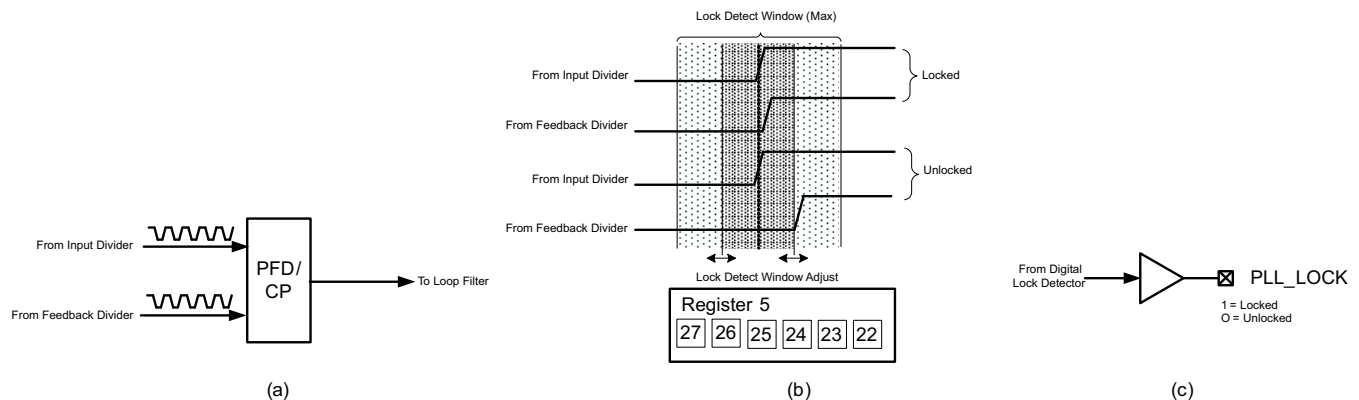 From Input Divider
From Feedback Divider
PFD/
CP
To Loop Filter
(a)
Lock Detect Window (Max)
From Input Divider
Locked
From Feedback Divider
From Input Divider
Unlocked
From Feedback Divider
Lock Detect Window Adjust
Register 5
27 26 25 24 23 22
(b)
From Digital
Lock Detector
PLL_LOCK
1 = Locked
O = Unlocked
(c)